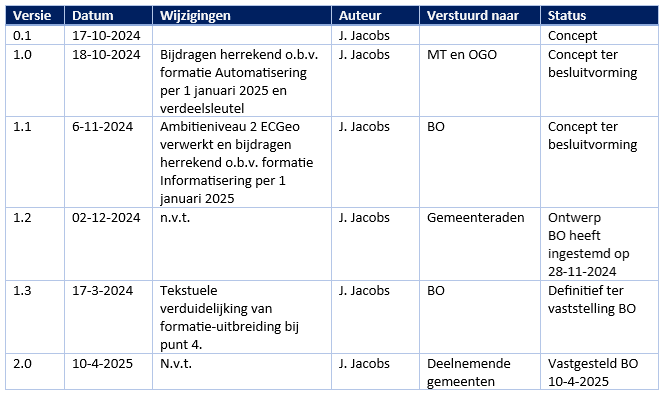 Versie Datum Wijzigingen Auteur Verstuurd naar Status
0.1 17-10-2024 J. Jacobs Concept
1.0 18-10-2024 Bijdragen herrekend o.b.v. J. Jacobs MT en OGO Concept ter
formatie Automatisering besluitvorming
per 1 januari 2025 en
verdeelsleutel
1.1 6-11-2024 Ambitieniveau 2 ECGeo J. Jacobs BO Concept ter
verwerkt en bijdragen besluitvorming
herrekend o.b.v. formatie
Informatisering per 1
januari 2025
1.2 02-12-2024 n.v.t. J. Jacobs Gemeenteraden Ontwerp
BO heeft
ingestemd op
28-11-2024
1.3 17-3-2024 Tekstuele J. Jacobs BO Definitief ter
verduidelijking van vaststelling BO
formatie-uitbreiding bij
punt 4.
2.0 10-4-2025 N.v.t. J. Jacobs Deelnemende Vastgesteld BO
gemeenten 10-4-2025